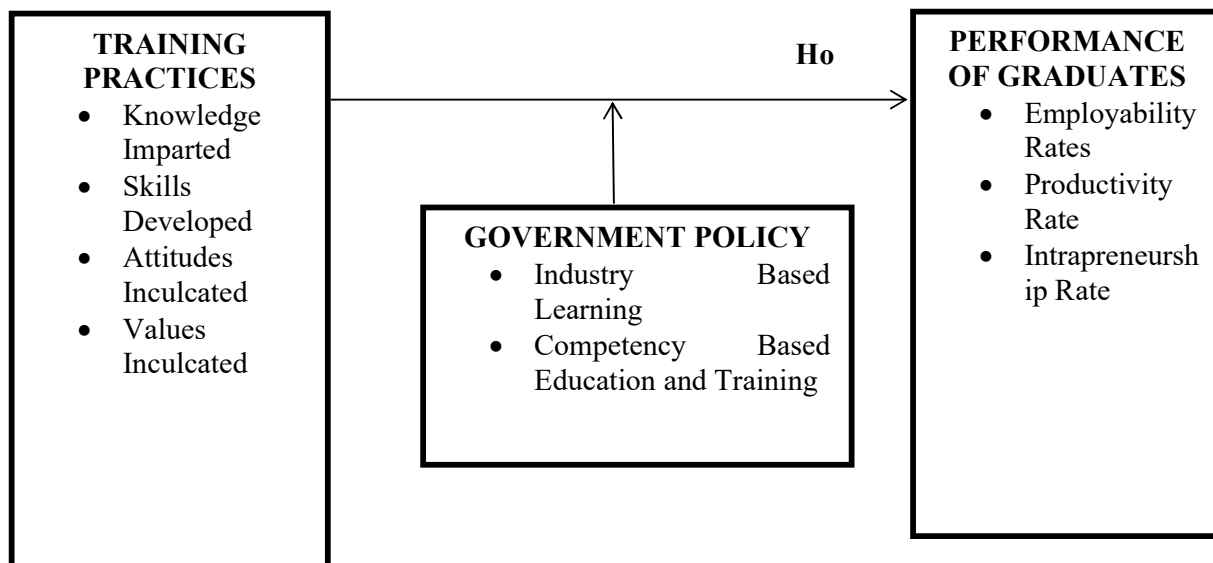 TRAINING
PRACTICES
• Knowledge
Imparted
• Skills
Developed
• Attitudes
Inculcated
• Values
Inculcated
Ho
GOVERNMENT POLICY
• Industry Based
Learning
• Competency Based
Education and Training
PERFORMANCE
OF GRADUATES
• Employability
Rates
• Productivity
Rate
• Intrapreneursh
ip Rate